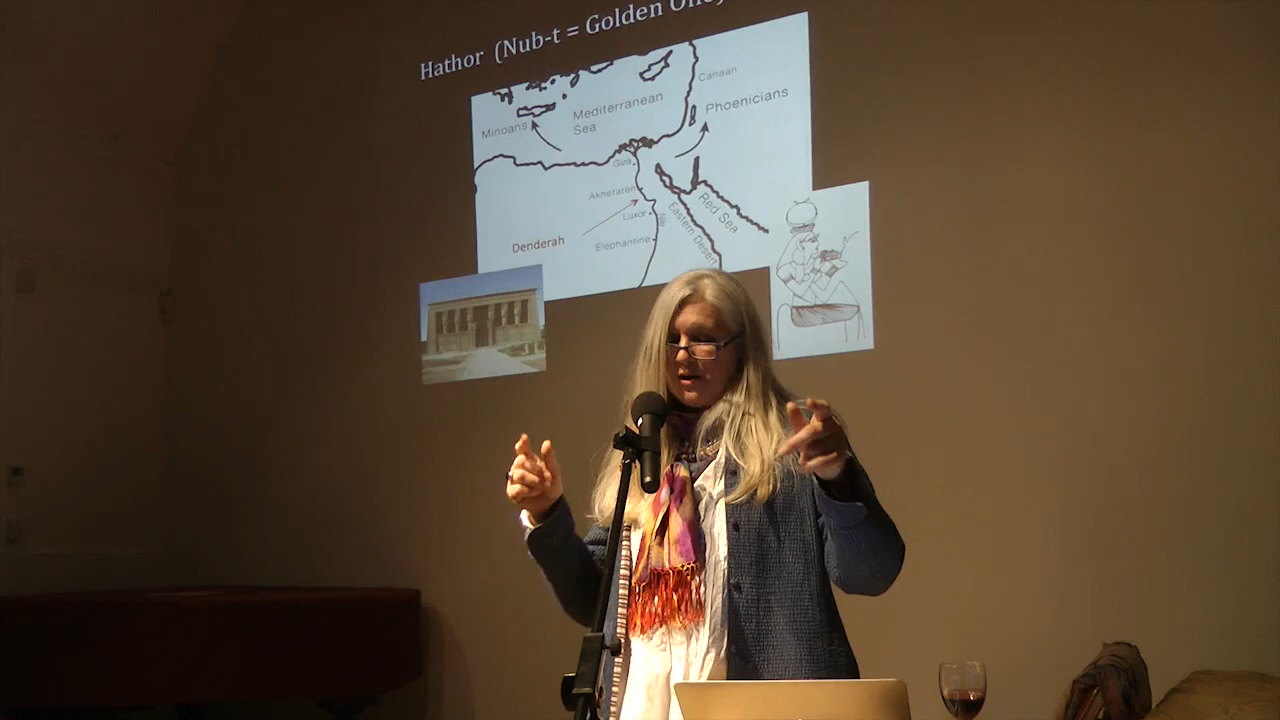 Hathor (Nub-t = Golden One)
Canaan
Mediterranean
Sea
Phoenicians
Minoans
Giza
Akhetaten
Luxor
Red Sea
Eastern Desert
Denderah
Elephantine